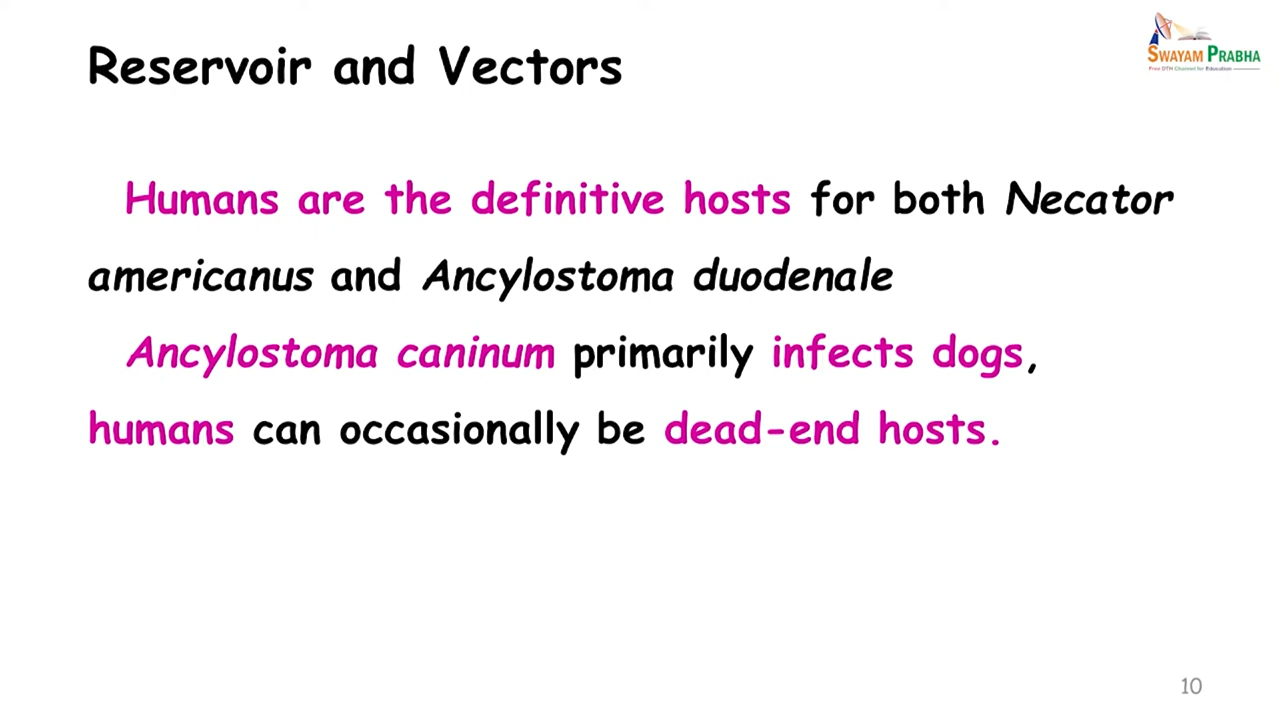 Reservoir and Vectors
SWAYAM PRABHA
Free DTH Channel for Education
Humans are the definitive hosts for both Necator
americanus and Ancylostoma duodenale
Ancylostoma caninum primarily infects dogs,
humans can occasionally be dead-end hosts.
10